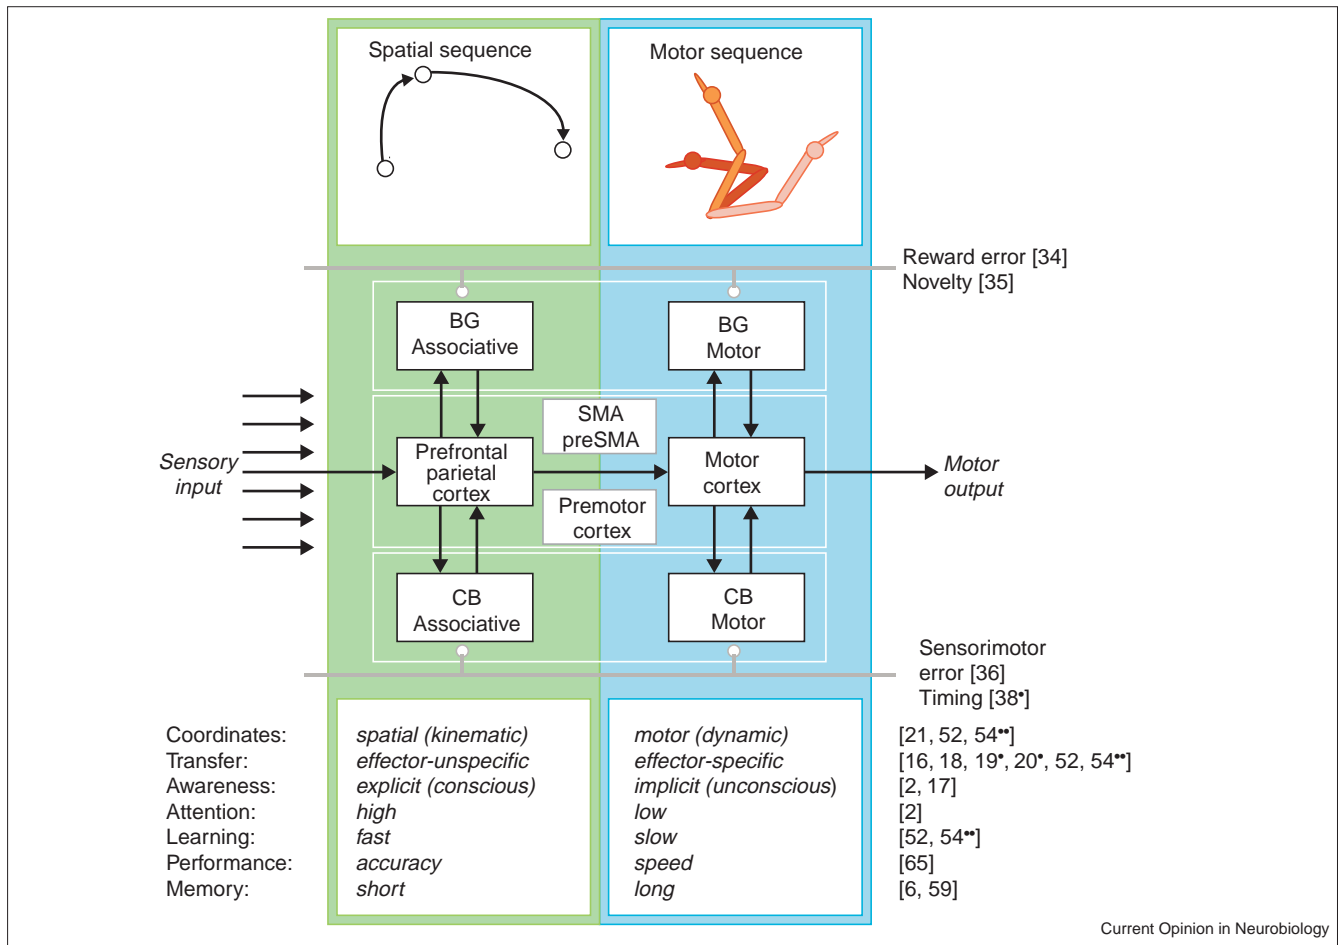 Spatial sequence
Motor sequence
Reward error [34]
Novelty [35]
BG
Associative
BG
Motor
SMA
preSMA
Sensory
input
Prefrontal
parietal
cortex
Motor
cortex
Motor
output
Premotor
cortex
CB
Associative
CB
Motor
Sensorimotor
error [36]
Timing [38•]
Coordinates: spatial (kinematic) motor (dynamic) [21, 52, 54••]
Transfer: effector-unspecific effector-specific [16, 18, 19•, 20•, 52, 54••]
Awareness: explicit (conscious) implicit (unconscious) [2, 17]
Attention: high low [2]
Learning: fast slow [52, 54••]
Performance: accuracy speed [65]
Memory: short long [6, 59]
Current Opinion in Neurobiology